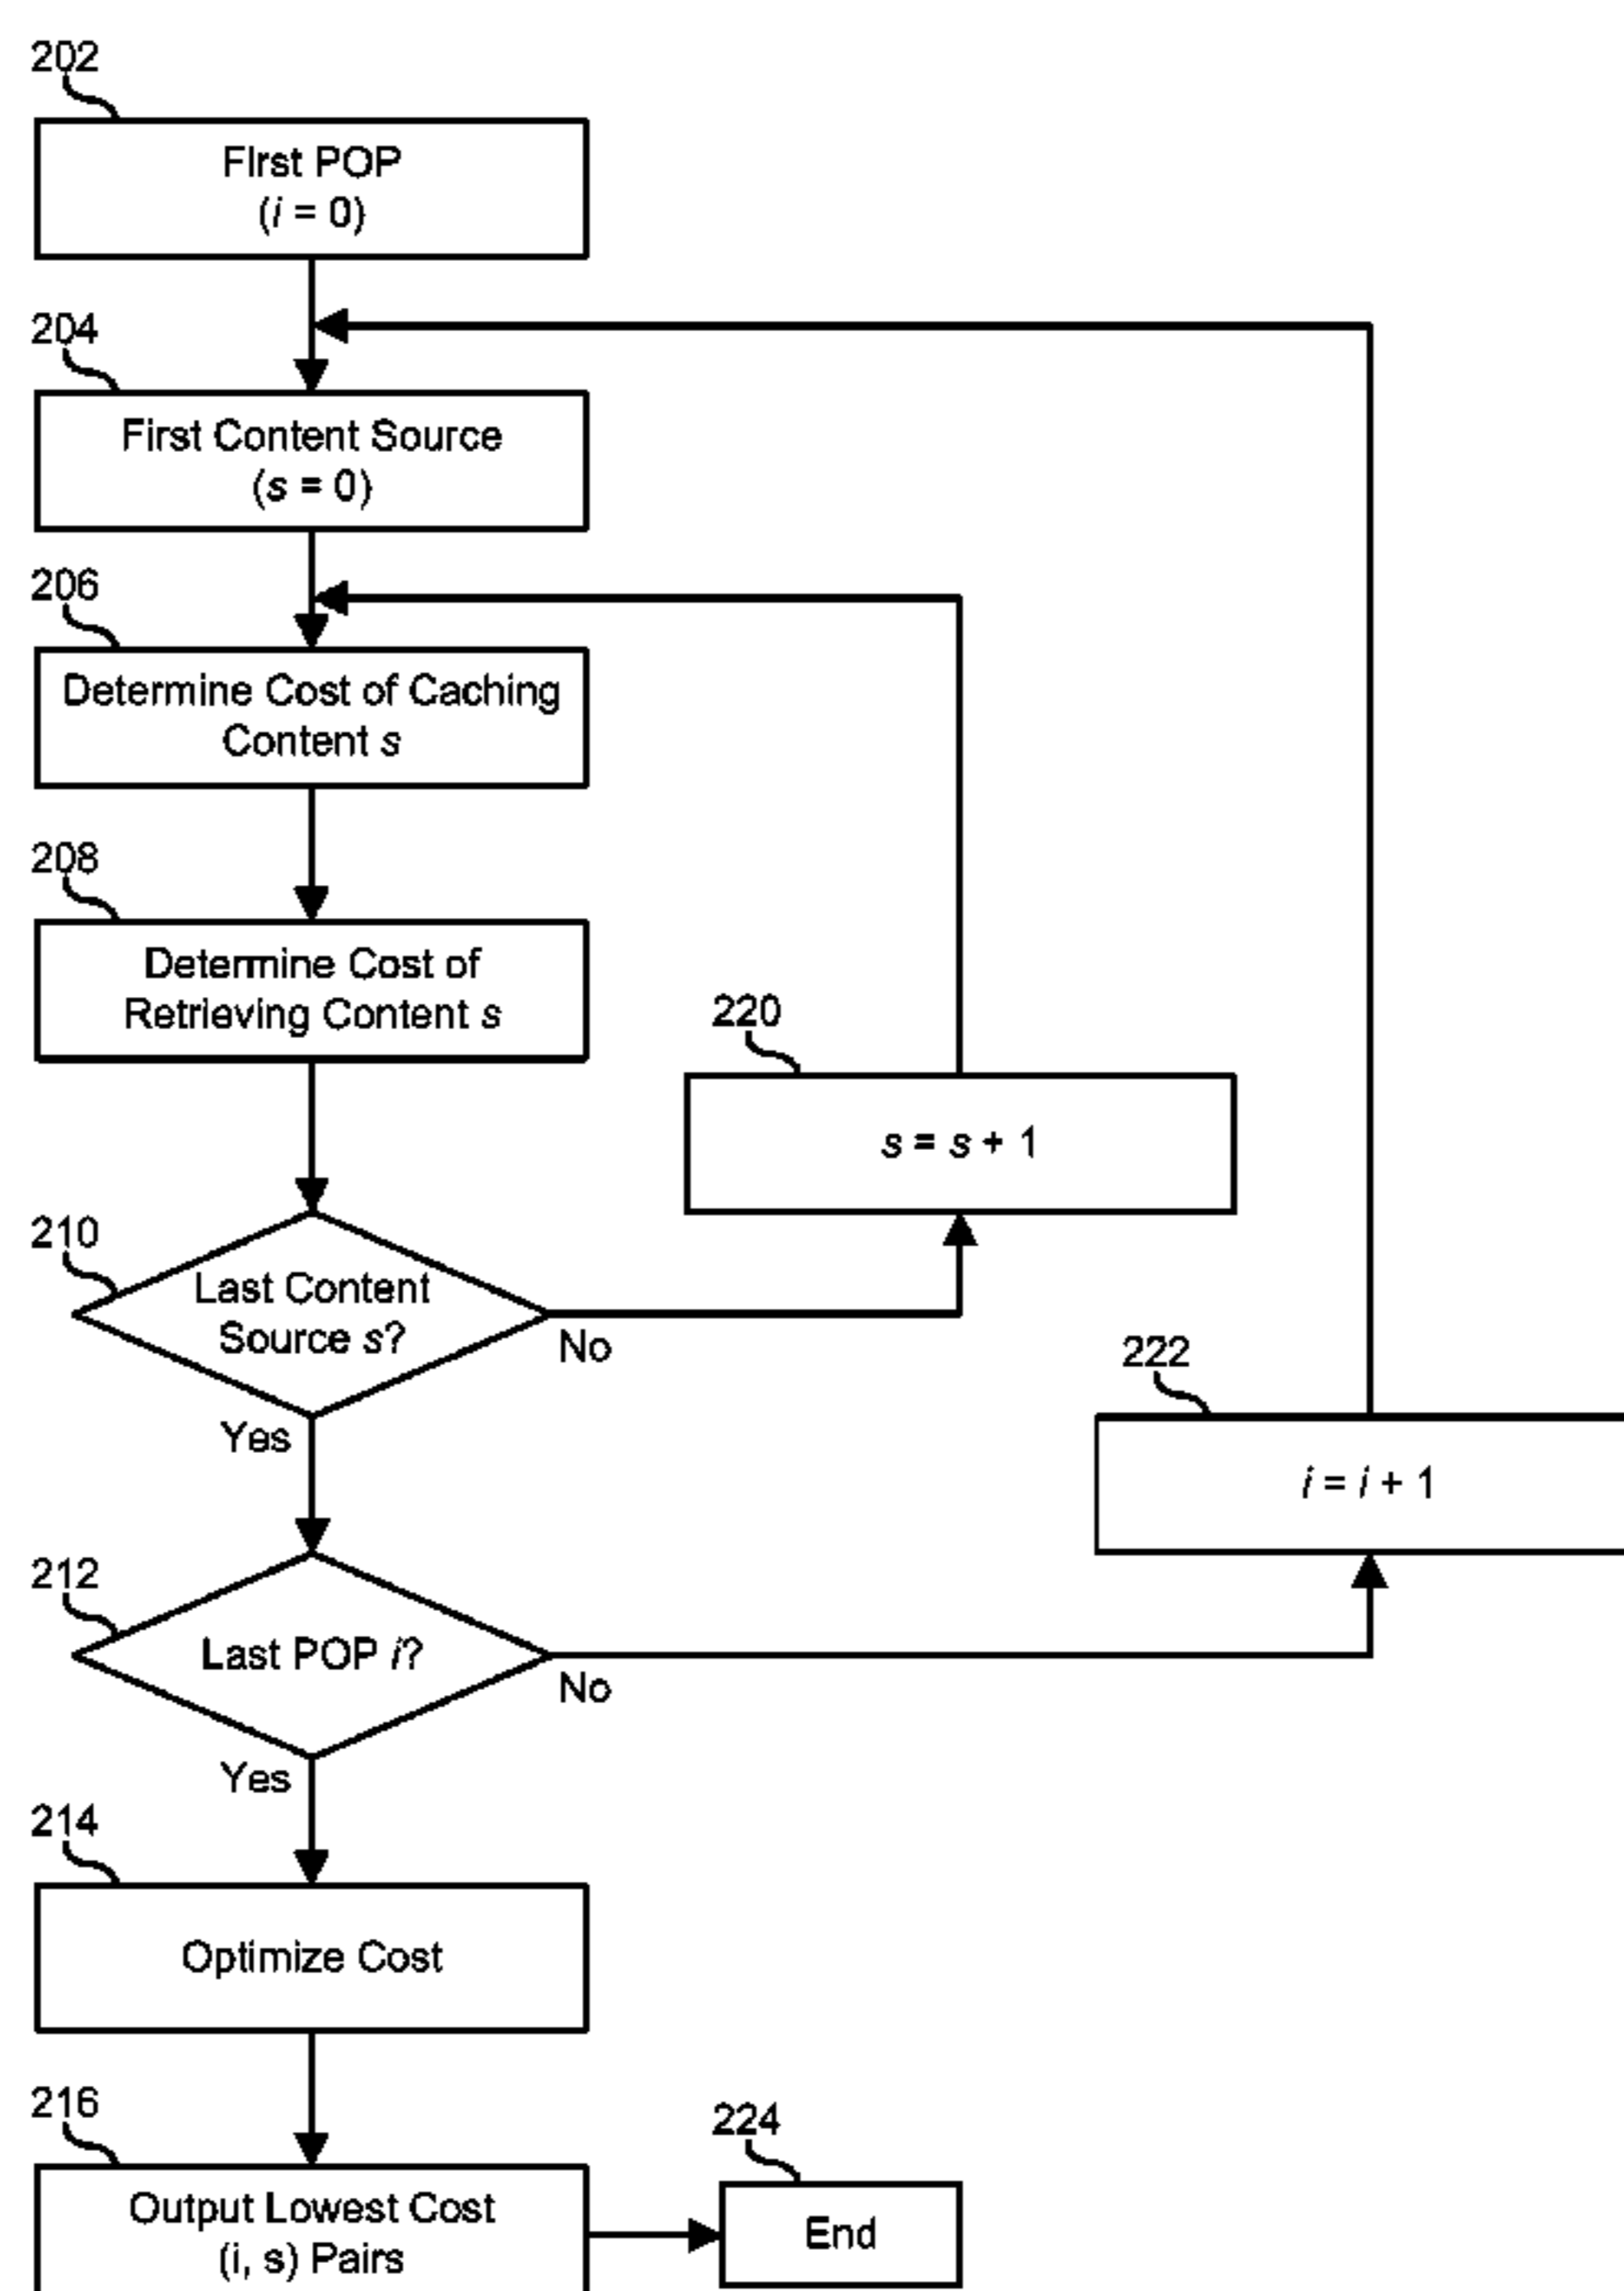 202
First POP
(i = 0)
204
First Content Source
(s = 0)
206
Determine Cost of Caching
Content s
208
Determine Cost of
Retrieving Content s
220
s = s + 1
210
Last Content
Source s?
No
Yes
222
i = i + 1
212
Last POP i?
No
Yes
214
Optimize Cost
216
Output Lowest Cost
(i, s) Pairs
224
End